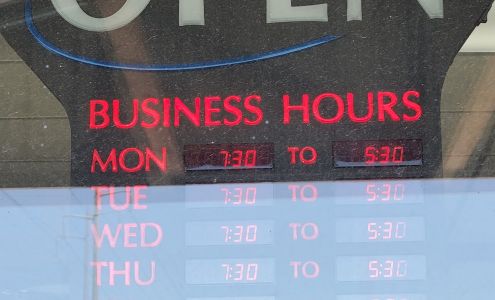 OPEN
BUSINESS HOURS
MON 7:30 TO 5:30
TUE 7:30 TO 5:30
WED 7:30 TO 5:30
THU 7:30 TO 5:30